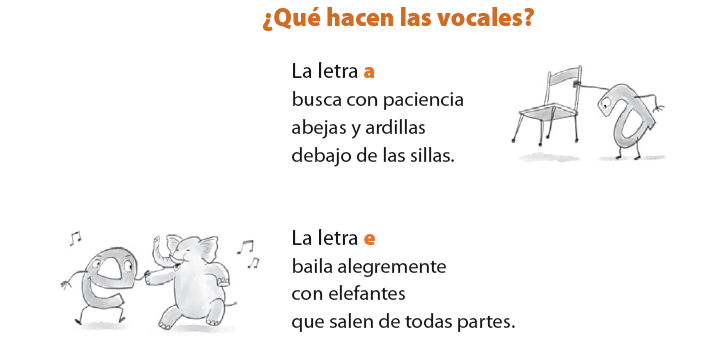 ¿Qué hacen las vocales?
La letra a
busca con paciencia
abejas y ardillas
debajo de las sillas.
La letra e
baila alegremente
con elefantes
que salen de todas partes.